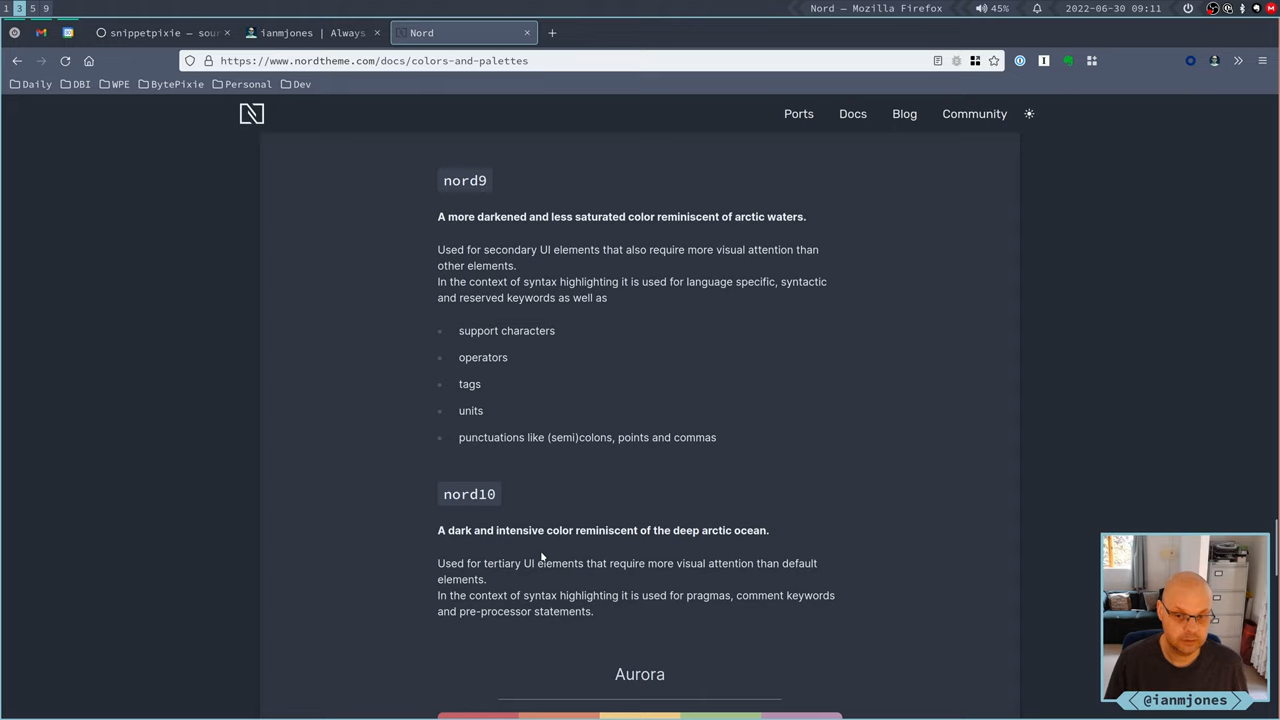 1 3 5 9
Nord — Mozilla Firefox
45%
2022-06-30 09:11
snippetpixie — sour
ianmjones | Always
Nord
https://www.nordtheme.com/docs/colors-and-palettes
Daily
DBI
WPE
BytePixie
Personal
Dev
Ports
Docs
Blog
Community
nord9
A more darkened and less saturated color reminiscent of arctic waters.
Used for secondary UI elements that also require more visual attention than
other elements.
In the context of syntax highlighting it is used for language specific, syntactic
and reserved keywords as well as
support characters
operators
tags
units
punctuations like (semi)colons, points and commas
nord10
A dark and intensive color reminiscent of the deep arctic ocean.
Used for tertiary UI elements that require more visual attention than default
elements.
In the context of syntax highlighting it is used for pragmas, comment keywords
and pre-processor statements.
Aurora
@ianmjones